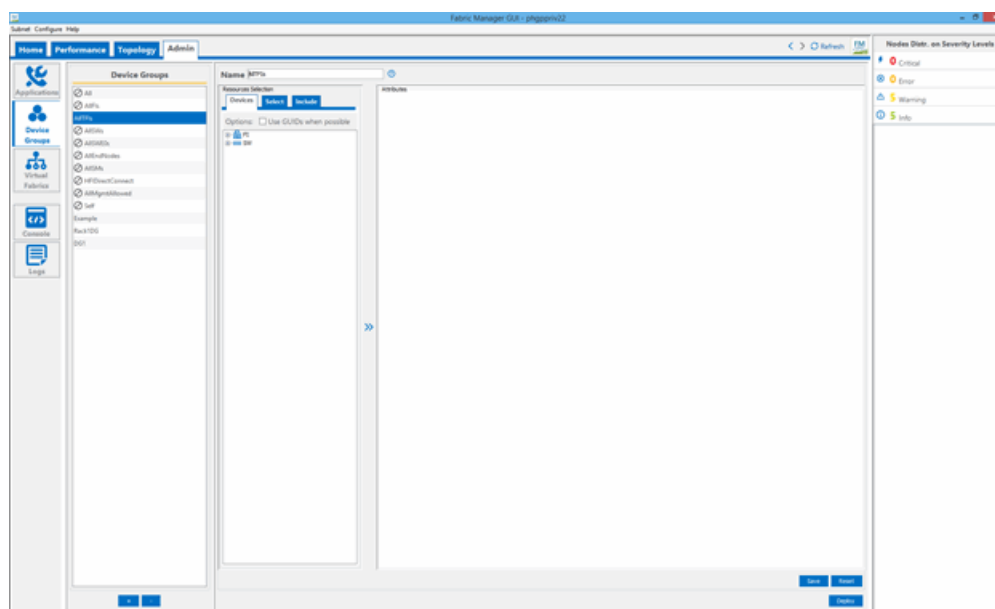 Fabric Manager GUI - phgppriv22
Subnet Configure Help
Home Performance Topology Admin
Refresh
FM
Nodes Distr. on Severity Levels
0 Critical
0 Error
5 Warning
5 Info
Applications
Device
Groups
Virtual
Fabrics
Console
Logs
Device Groups
All
AllFIs
AllTFIs
AllSWs
AllSWE0s
AllEndNodes
AllSMs
HFIDirectConnect
AllMgmtAllowed
Self
Example
Rack1DG
DG1
+ -
Name AllTFIs
Resources Selection
Devices Select Include
Options: Use GUIDs when possible
FI
SW
Attributes
Save Reset
Deploy